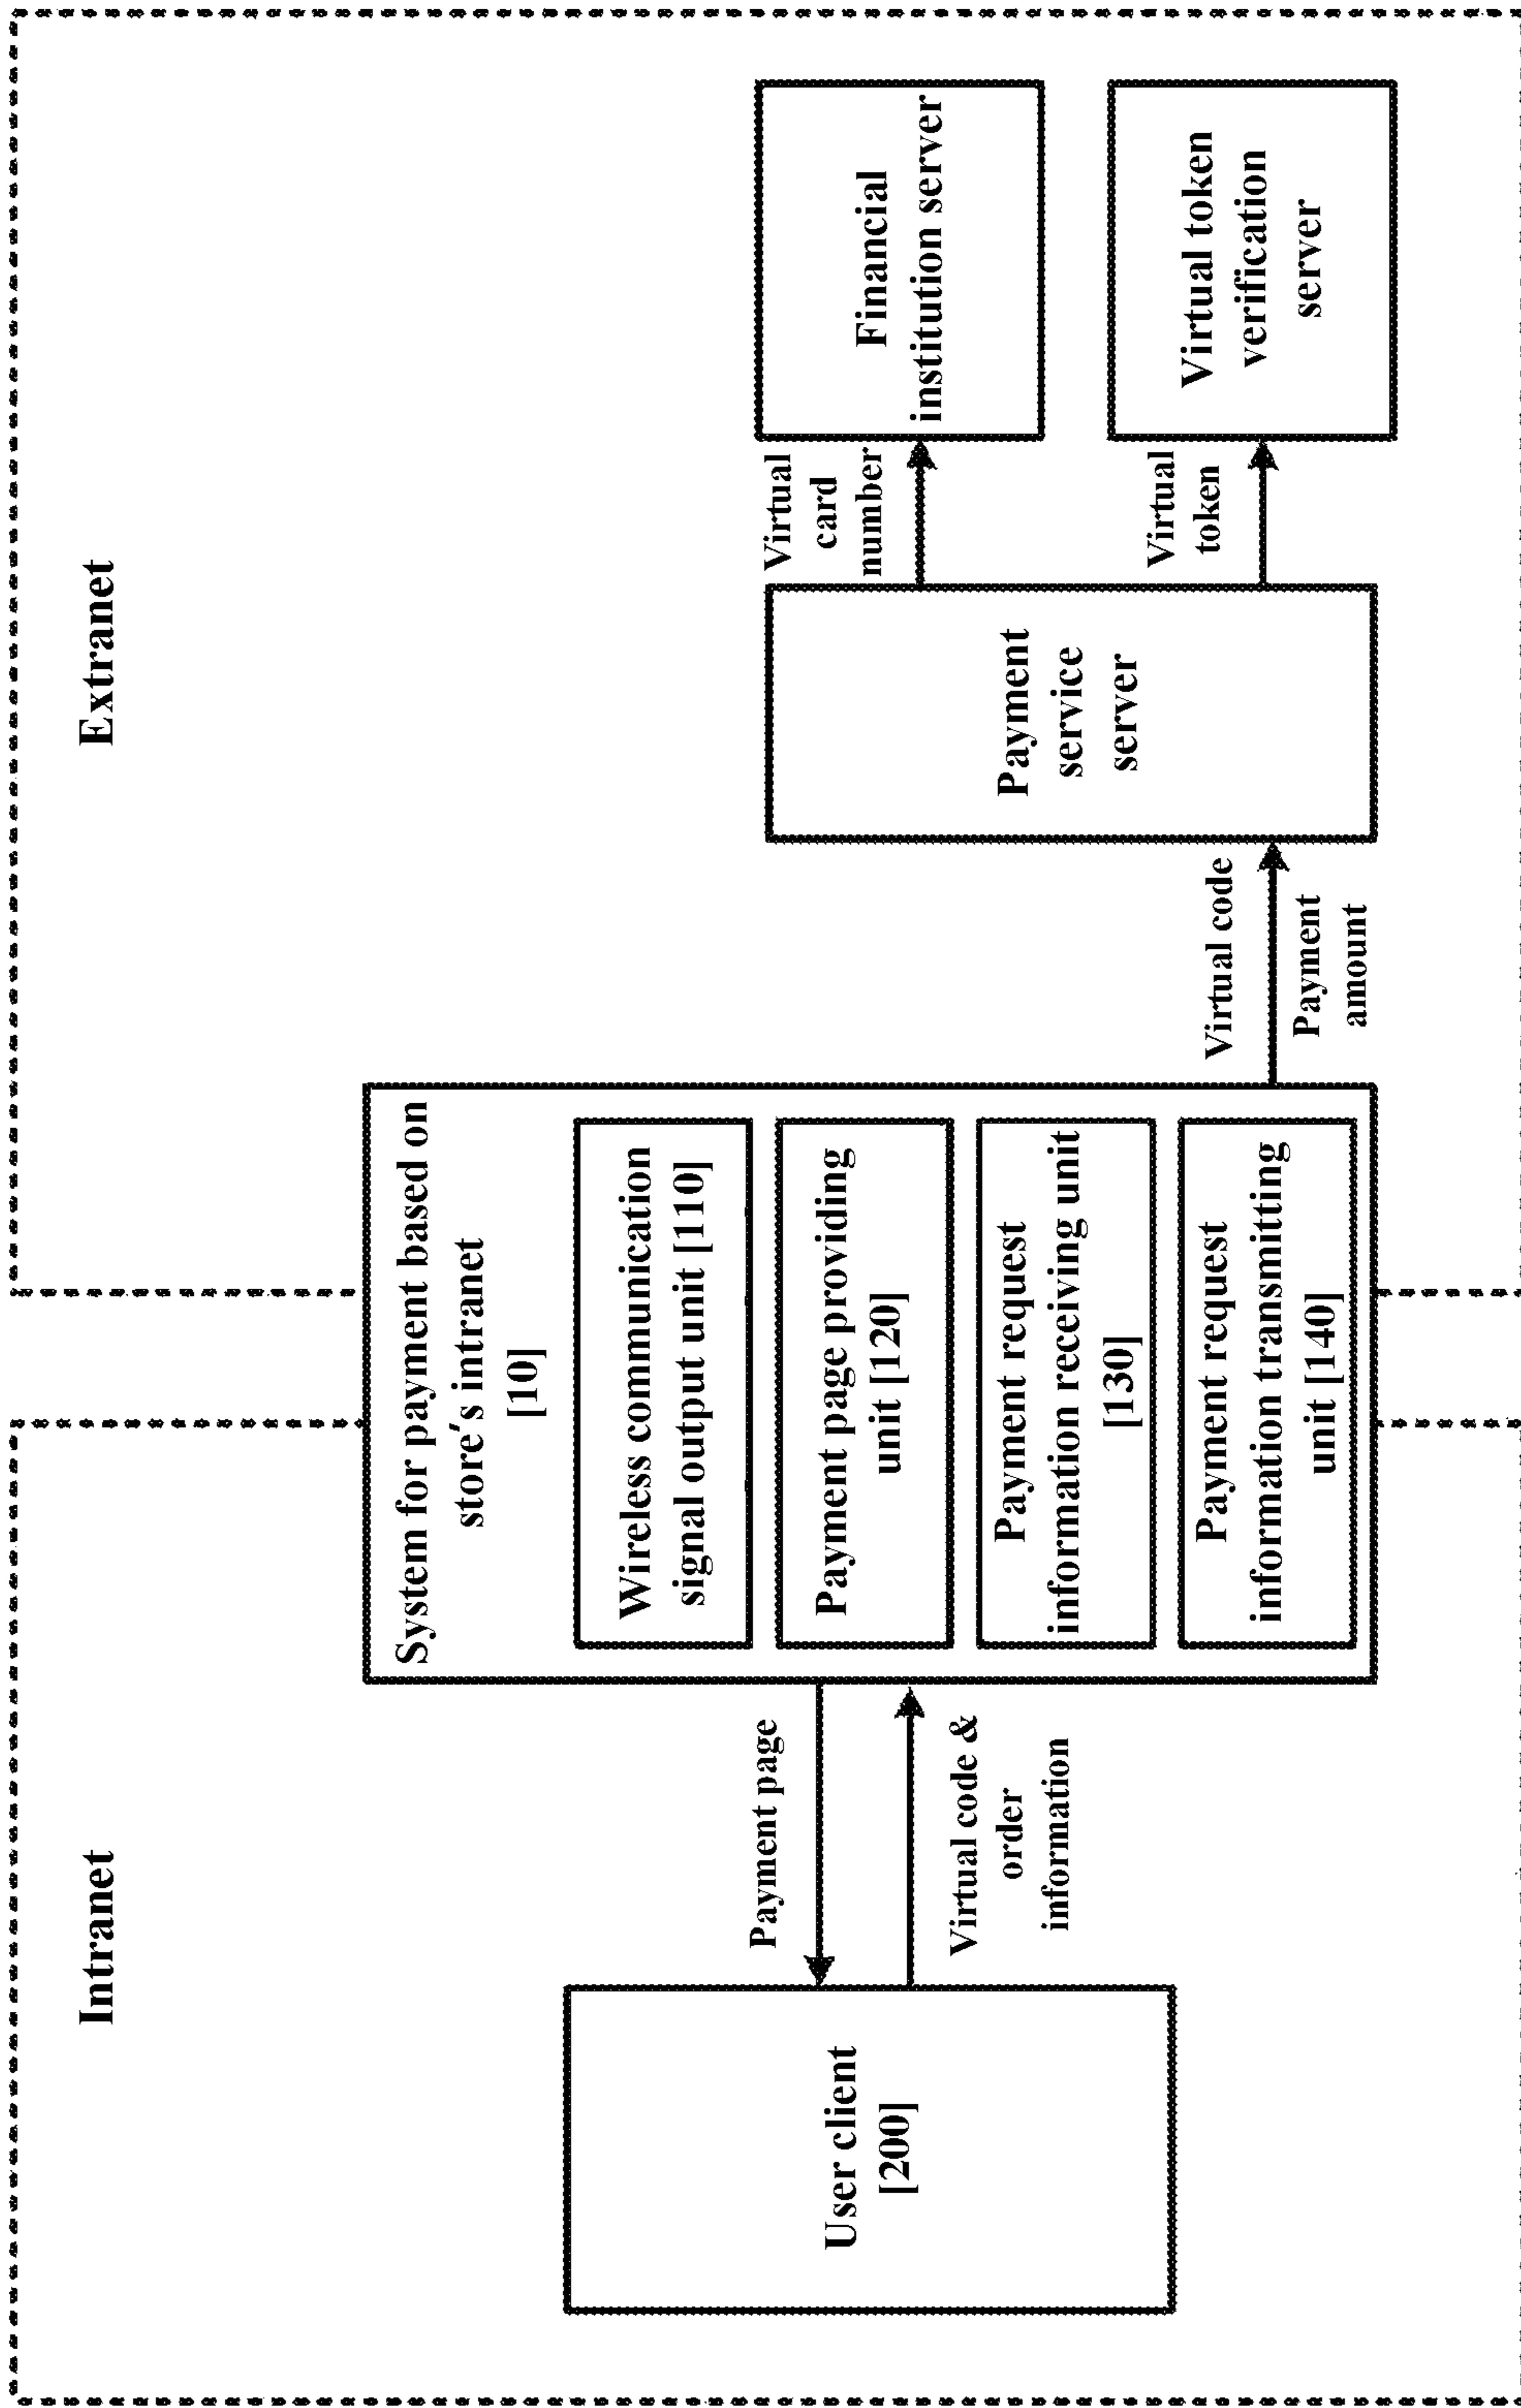 Intranet
Extranet
User client
[200]
Payment page
Virtual code &
order
information
System for payment based on
store's intranet
[10]
Wireless communication
signal output unit [110]
Payment page providing
unit [120]
Payment request
information receiving unit
[130]
Payment request
information transmitting
unit [140]
Virtual code
Payment
amount
Payment
service
server
Virtual
card
number
Virtual
token
Financial
institution server
Virtual token
verification
server